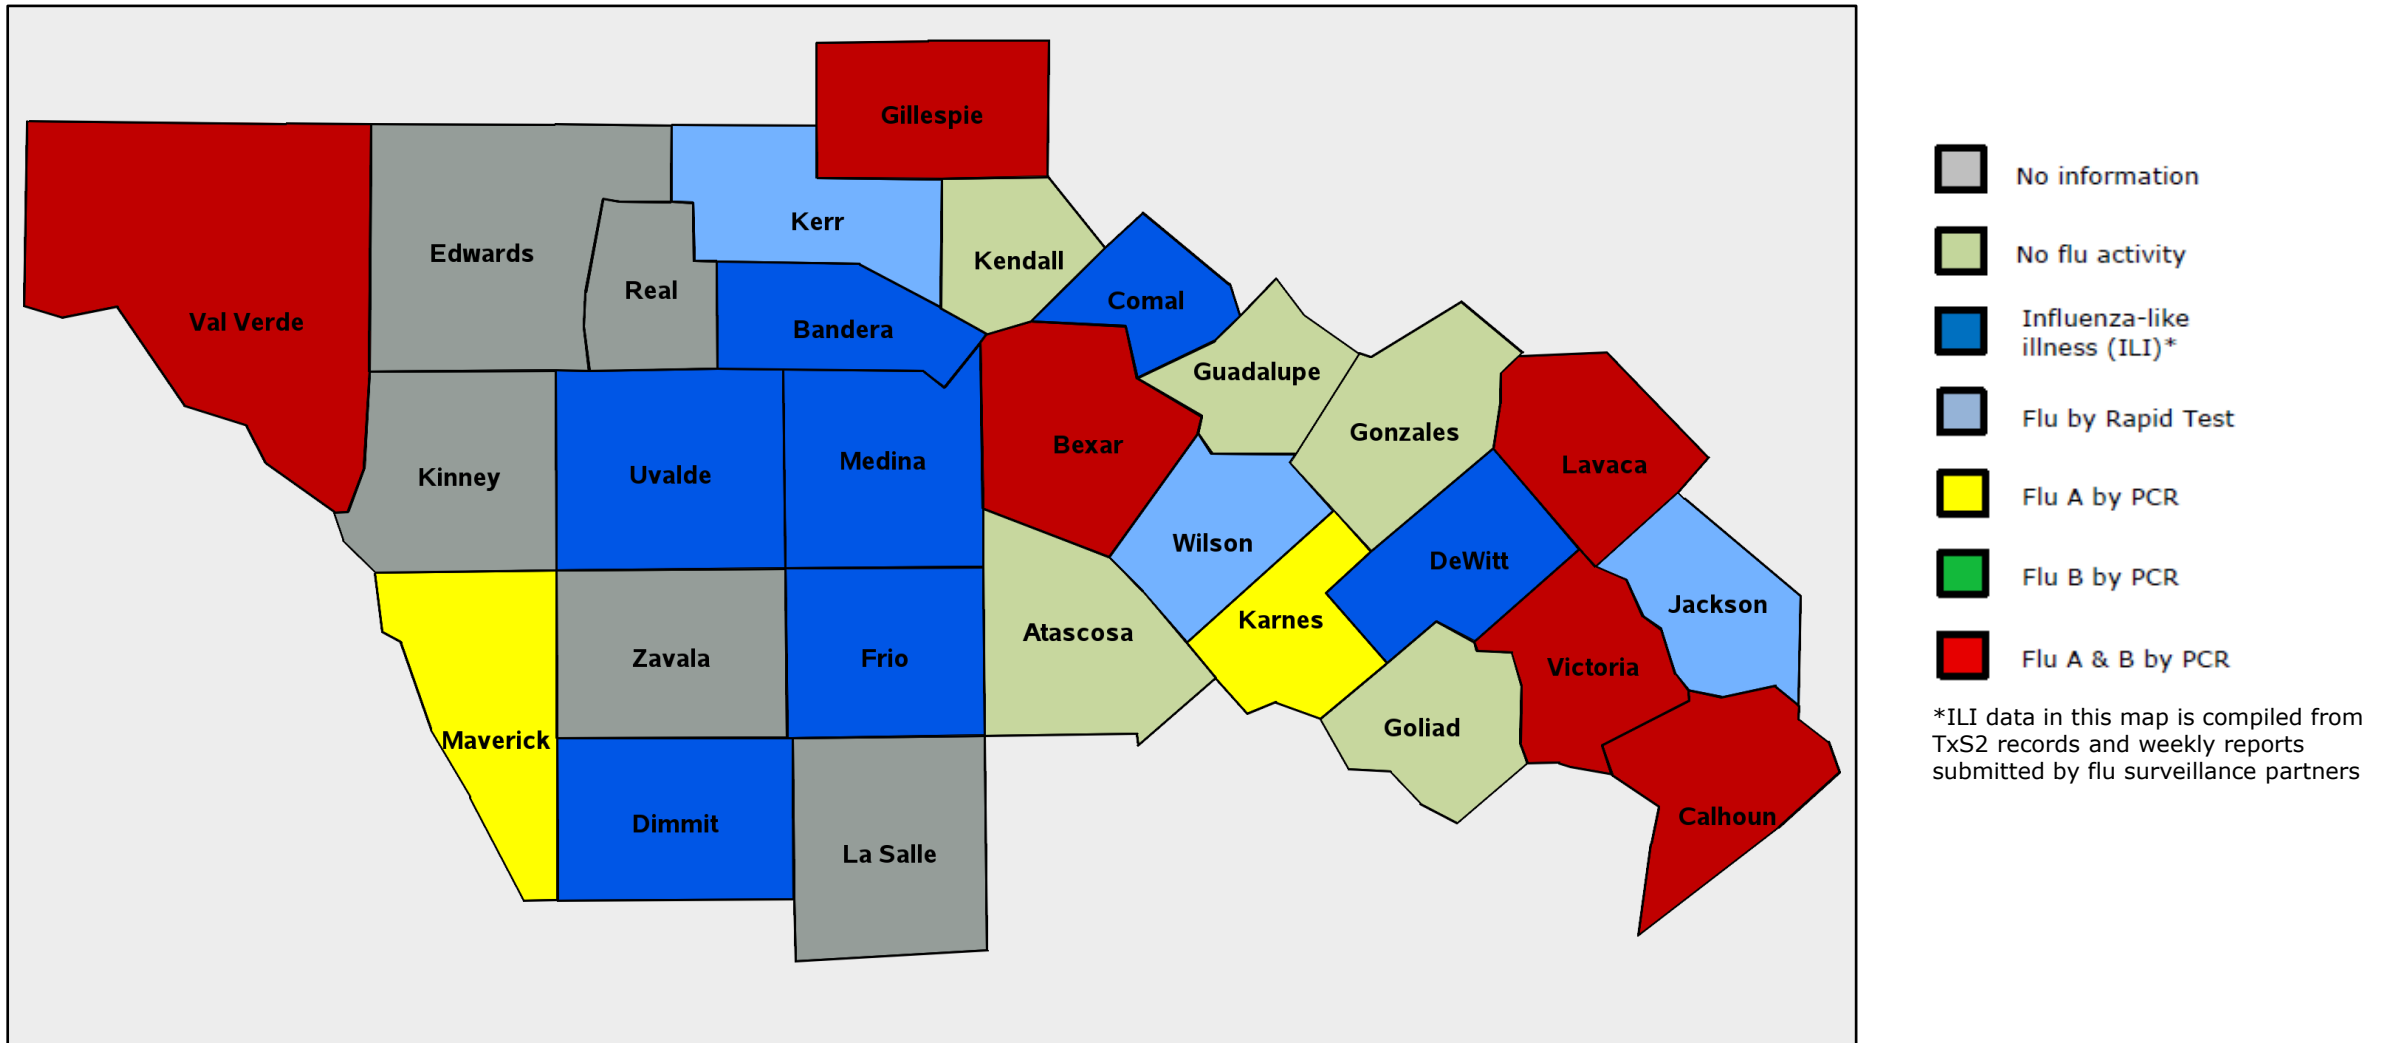 Gillespie
Kerr
Edwards
Kendall
Real
Comal
Val Verde
Bandera
Guadalupe
Gonzales
Bexar
Medina
Lavaca
Uvalde
Kinney
Wilson
DeWitt
Jackson
Karnes
Atascosa
Zavala
Frio
Victoria
Goliad
Maverick
Calhoun
Dimmit
La Salle
No information
No flu activity
Influenza-like
illness (ILI)*
Flu by Rapid Test
Flu A by PCR
Flu B by PCR
Flu A & B by PCR
*ILI data in this map is compiled from
TxS2 records and weekly reports
submitted by flu surveillance partners